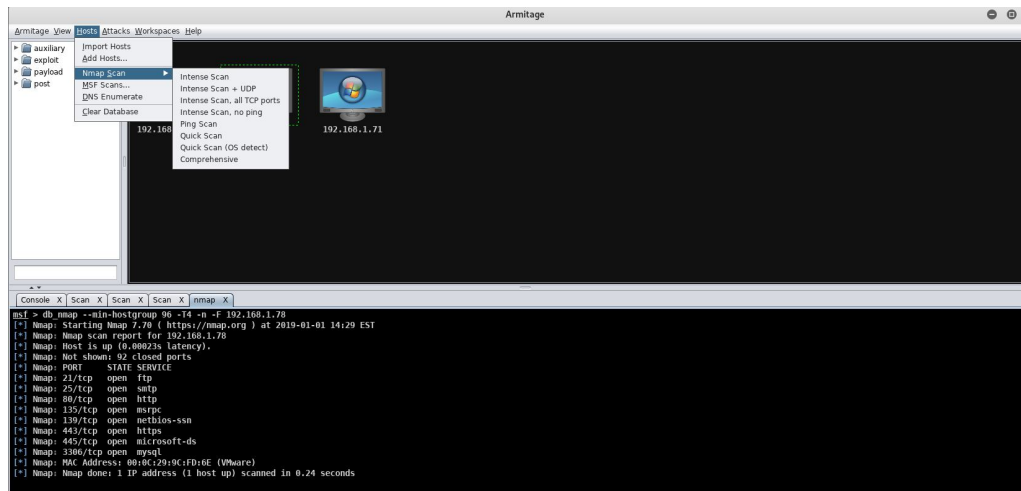 Armitage
Armitage View Hosts Attacks Workspaces Help
auxiliary
exploit
payload
post
Import Hosts
Add Hosts...
Nmap Scan
MSF Scans...
DNS Enumerate
Clear Database
Intense Scan
Intense Scan + UDP
Intense Scan, all TCP ports
Intense Scan, no ping
Ping Scan
Quick Scan
Quick Scan (OS detect)
Comprehensive
192.168
192.168.1.71
Console X Scan X Scan X Scan X nmap X
msf > db_nmap --min-hostgroup 96 -T4 -n -F 192.168.1.78
[*] Nmap: Starting Nmap 7.70 ( https://nmap.org ) at 2019-01-01 14:29 EST
[*] Nmap: Nmap scan report for 192.168.1.78
[*] Nmap: Host is up (0.00023s latency).
[*] Nmap: Not shown: 92 closed ports
[*] Nmap: PORT STATE SERVICE
[*] Nmap: 21/tcp open ftp
[*] Nmap: 25/tcp open smtp
[*] Nmap: 80/tcp open http
[*] Nmap: 135/tcp open msrpc
[*] Nmap: 139/tcp open netbios-ssn
[*] Nmap: 443/tcp open https
[*] Nmap: 445/tcp open microsoft-ds
[*] Nmap: 3306/tcp open mysql
[*] Nmap: MAC Address: 00:0C:29:9C:FD:6E (VMware)
[*] Nmap: Nmap done: 1 IP address (1 host up) scanned in 0.24 seconds